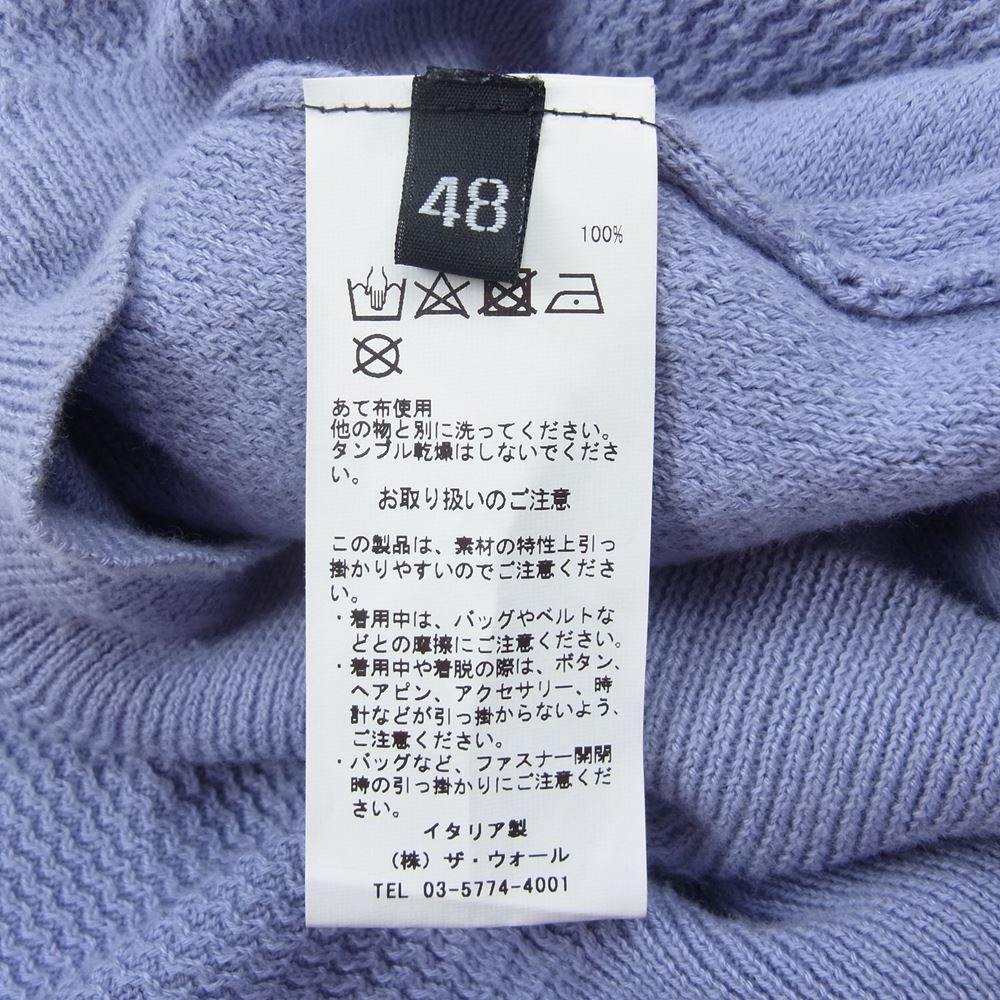 48
100%
あて布使用
他の物と別に洗ってください。
タンブル乾燥はしないでくださ
い。
お取り扱いのご注意
この製品は、素材の特性上引っ
掛かりやすいのでご注意くださ
い。
・着用中は、バッグやベルトな
どとの摩擦にご注意ください。
・着用中や着脱の際は、ボタン、
ヘアピン、アクセサリー、時
計などが引っ掛からないよう、
ご注意ください。
・バッグなど、ファスナー開閉
時の引っ掛かりにご注意くだ
さい。
イタリア製
（株）ザ・ウォール
TEL 03-5774-4001